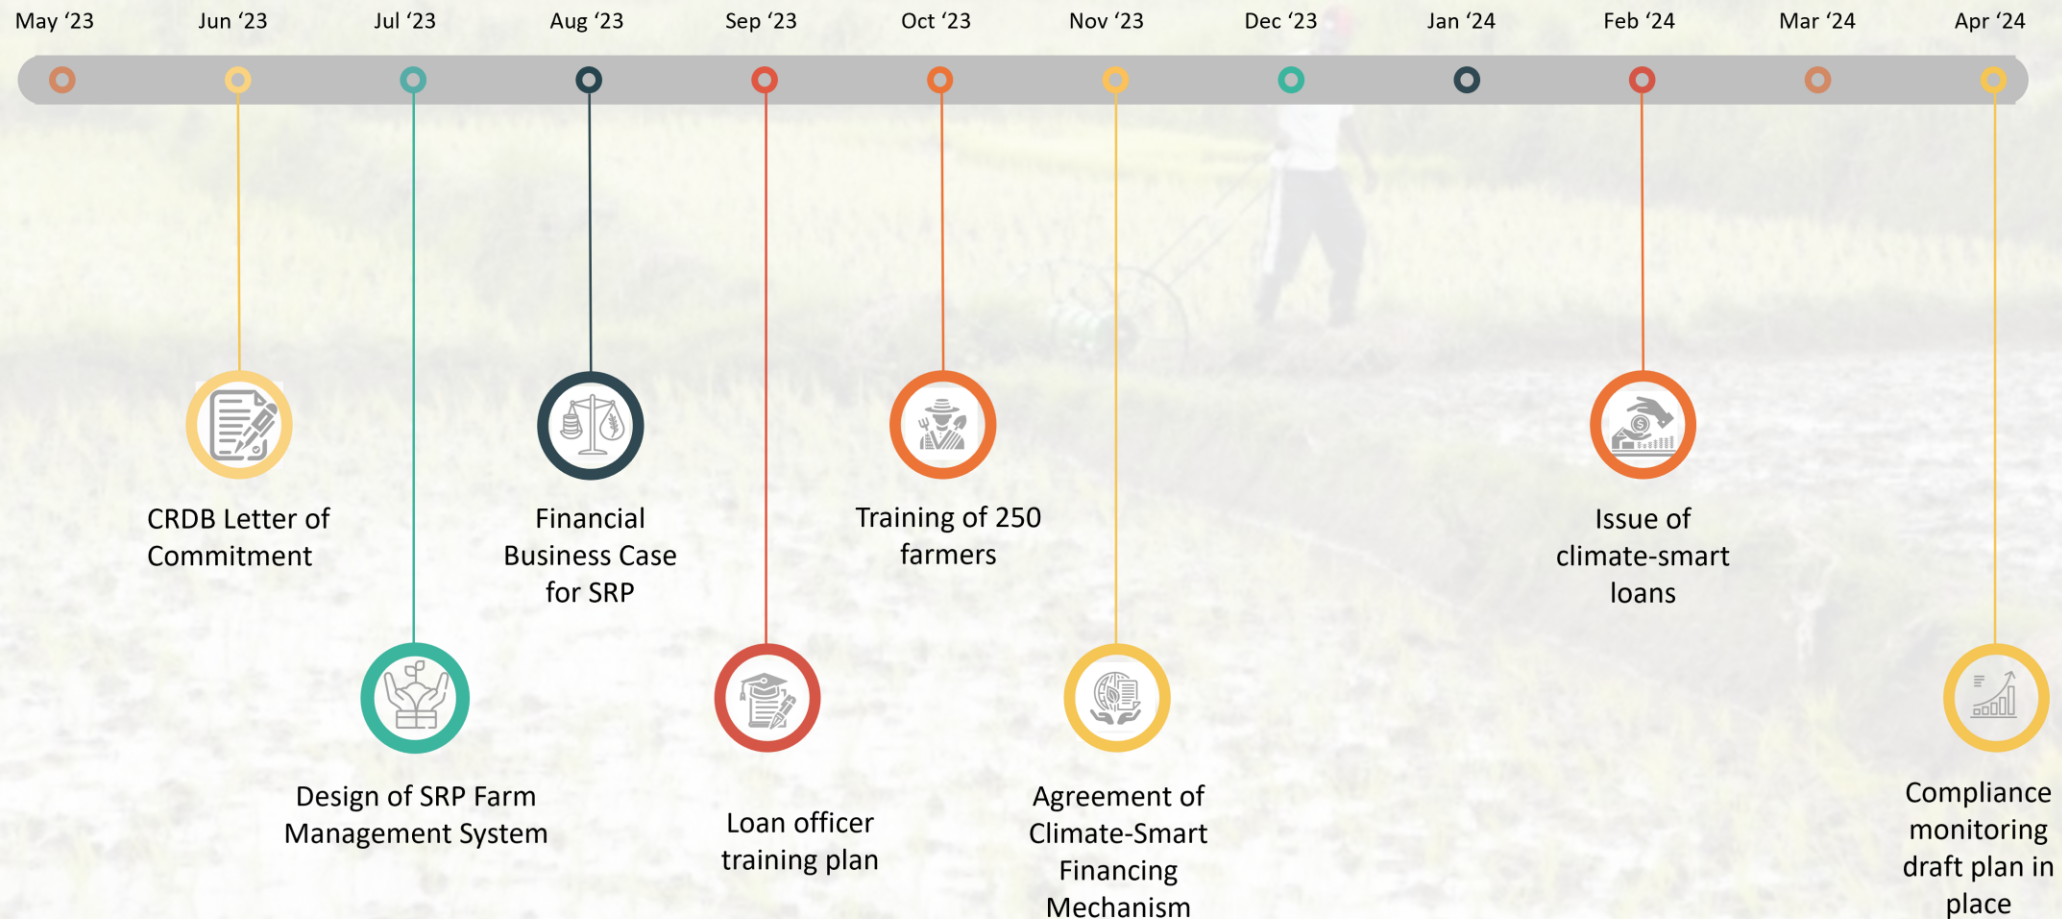 May ‘23
Jun ‘23
Jul ‘23
Aug ‘23
Sep ‘23
Oct ‘23
Nov ‘23
Dec ‘23
Jan ‘24
Feb ‘24
Mar ‘24
Apr ‘24
CRDB Letter of
Commitment
Design of SRP Farm
Management System
Financial
Business Case
for SRP
Loan officer
training plan
Training of 250
farmers
Agreement of
Climate-Smart
Financing
Mechanism
Issue of
climate-smart
loans
Compliance
monitoring
draft plan in
place